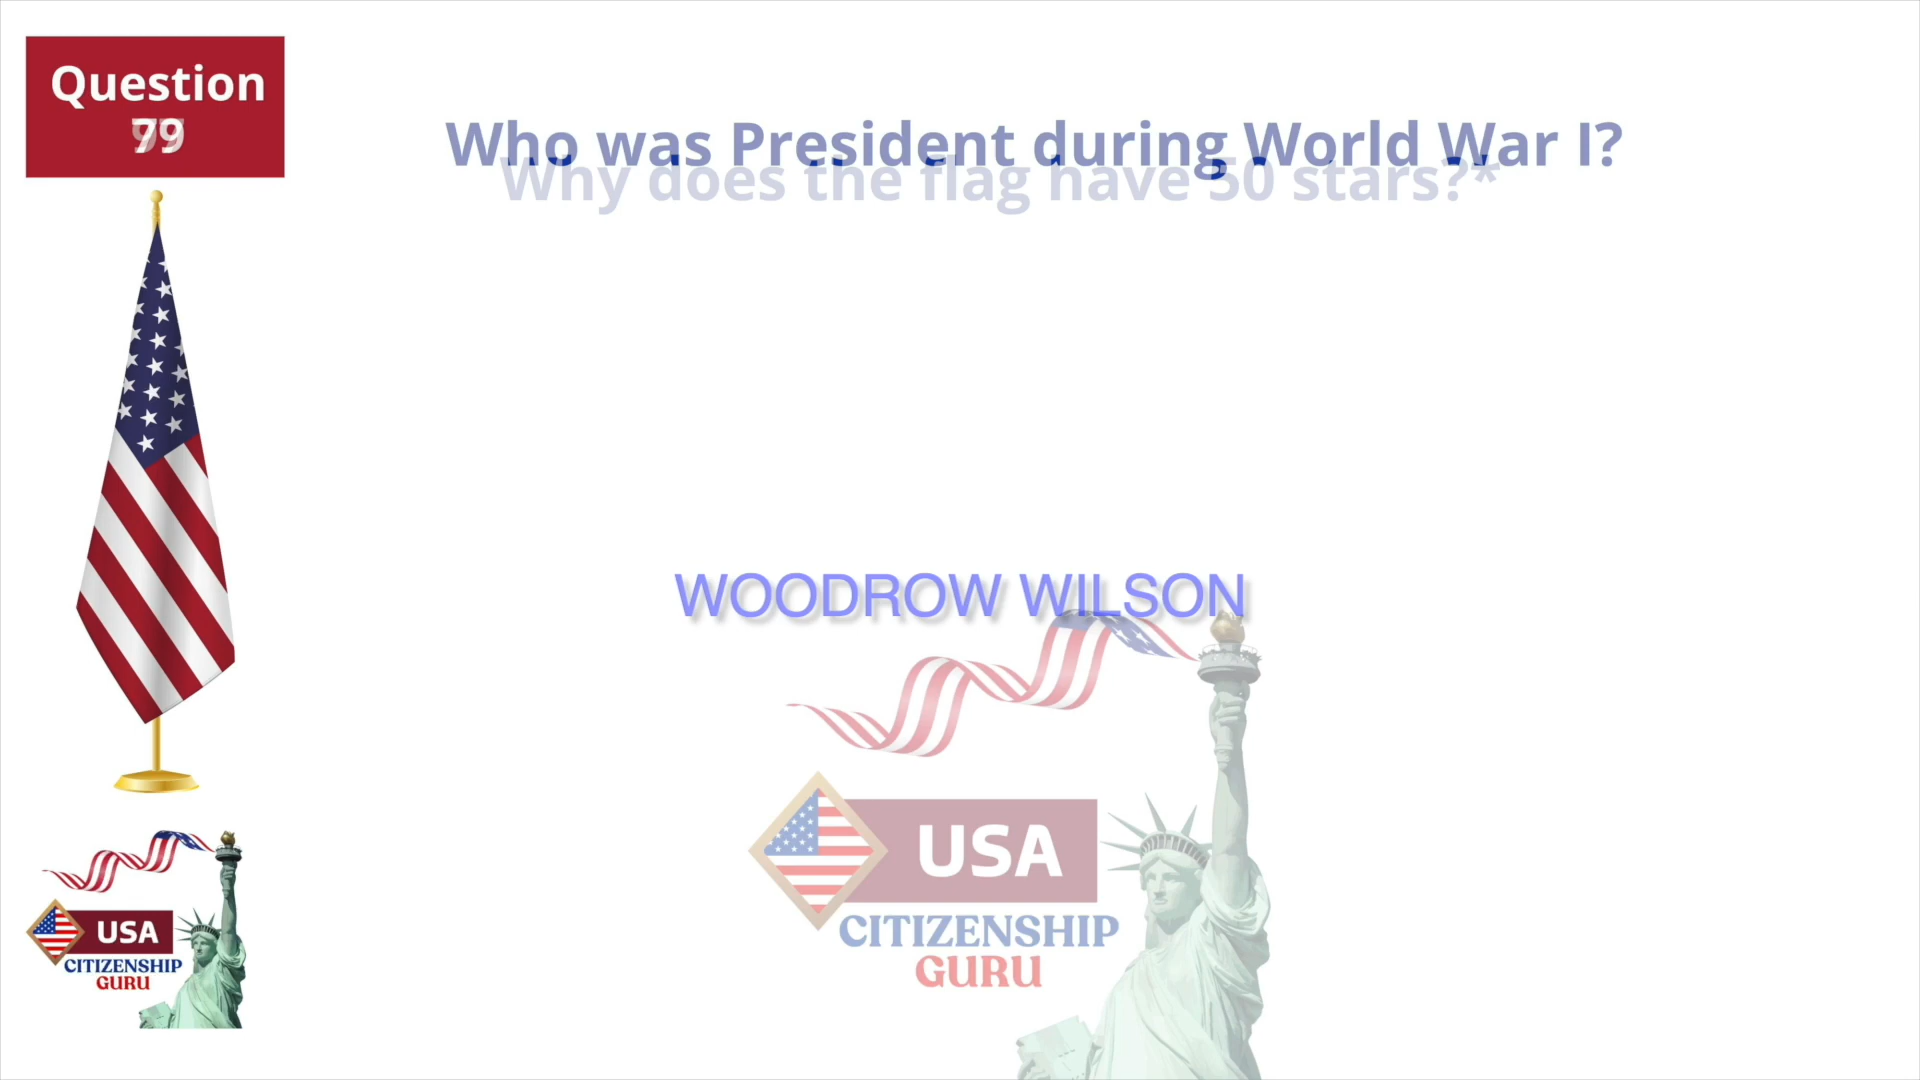 Question
79
Who was President during World War I?
Why does the flag have 50 stars?*
WOODROW WILSON
USA
CITIZENSHIP
GURU
USA
CITIZENSHIP
GURU